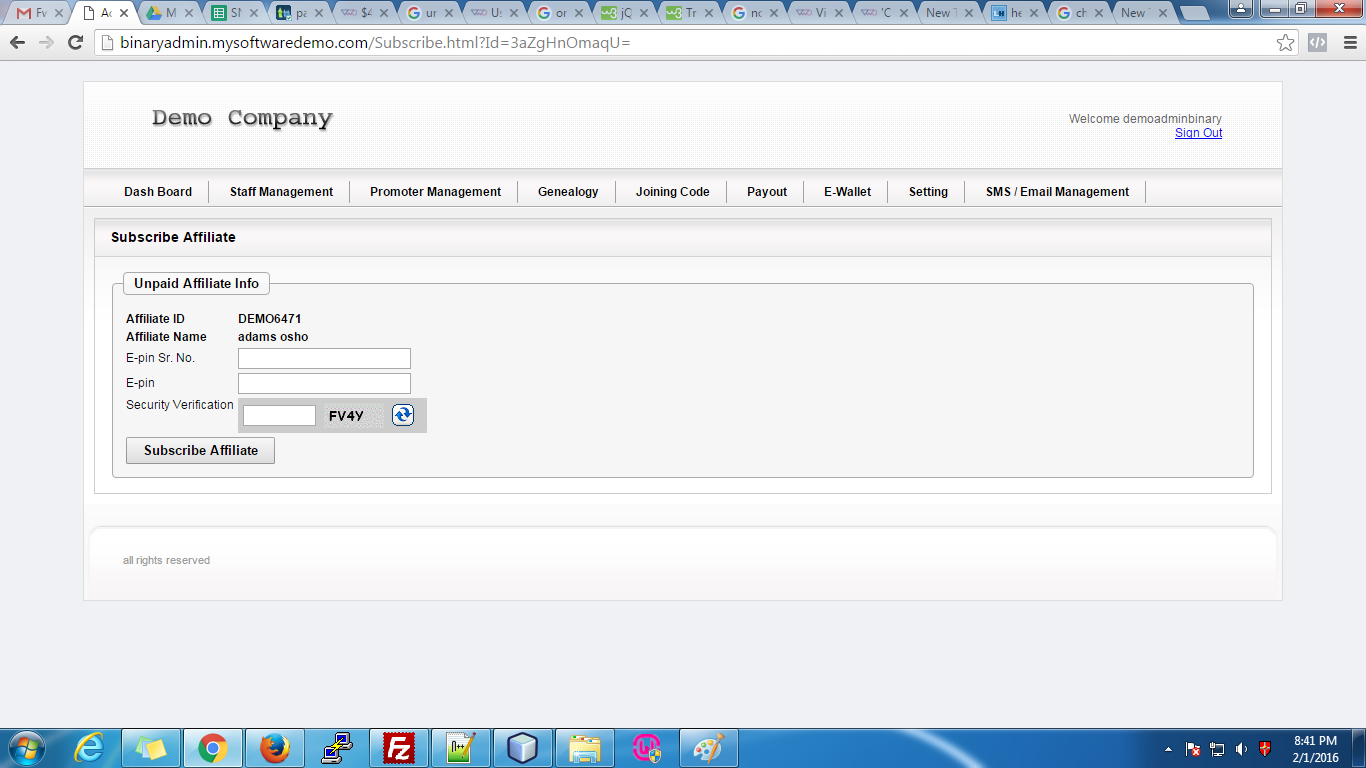 Fv
Ac
M
SN
pa
$4
ur
Us
or
jQ
Tr
no
Vi
'C
New T
he
ch
New
binaryadmin.mysoftwaredemo.com/Subscribe.html?Id=3aZgHnOmaqU=
Demo Company
Welcome demoadminbinary
Sign Out
Dash Board
Staff Management
Promoter Management
Genealogy
Joining Code
Payout
E-Wallet
Setting
SMS / Email Management
Subscribe Affiliate
Unpaid Affiliate Info
Affiliate ID DEMO6471
Affiliate Name adams osho
E-pin Sr. No.
E-pin
Security Verification FV4Y
Subscribe Affiliate
all rights reserved
8:41 PM
2/1/2016